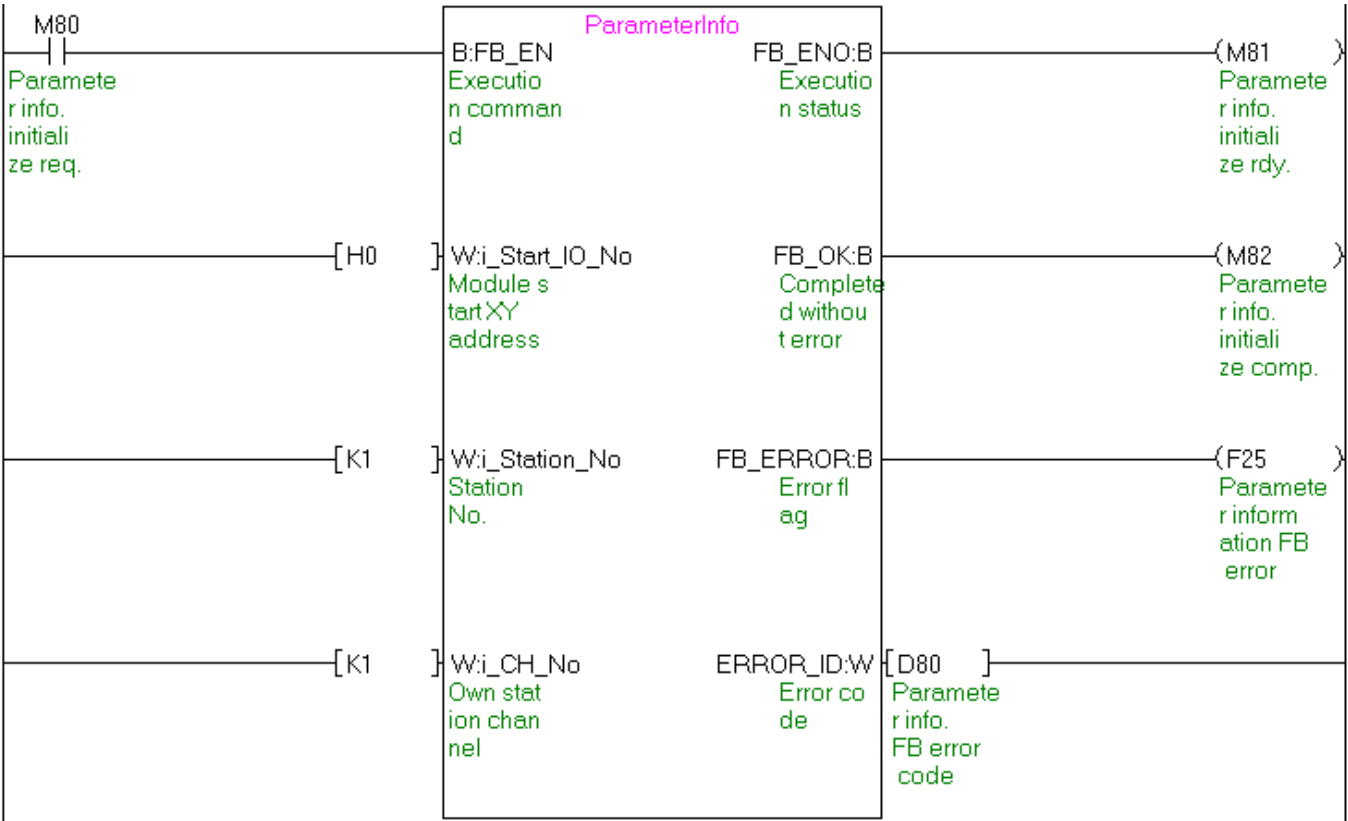 M80
ParameterInfo
B:FB_EN
FB_ENO:B
M81
Paramete
r info.
initiali
ze req.
Executio
n comman
d
Executio
n status
Paramete
r info.
initiali
ze rdy.
H0
W:i_Start_IO_No
FB_OK:B
M82
Module s
tart XY
address
Complete
d withou
t error
Paramete
r info.
initiali
ze comp.
K1
W:i_Station_No
FB_ERROR:B
F25
Station
No.
Error fl
ag
Paramete
r inform
ation FB
error
K1
W:i_CH_No
ERROR_ID:W
D80
Own stat
ion chan
nel
Error co
de
Paramete
r info.
FB error
code